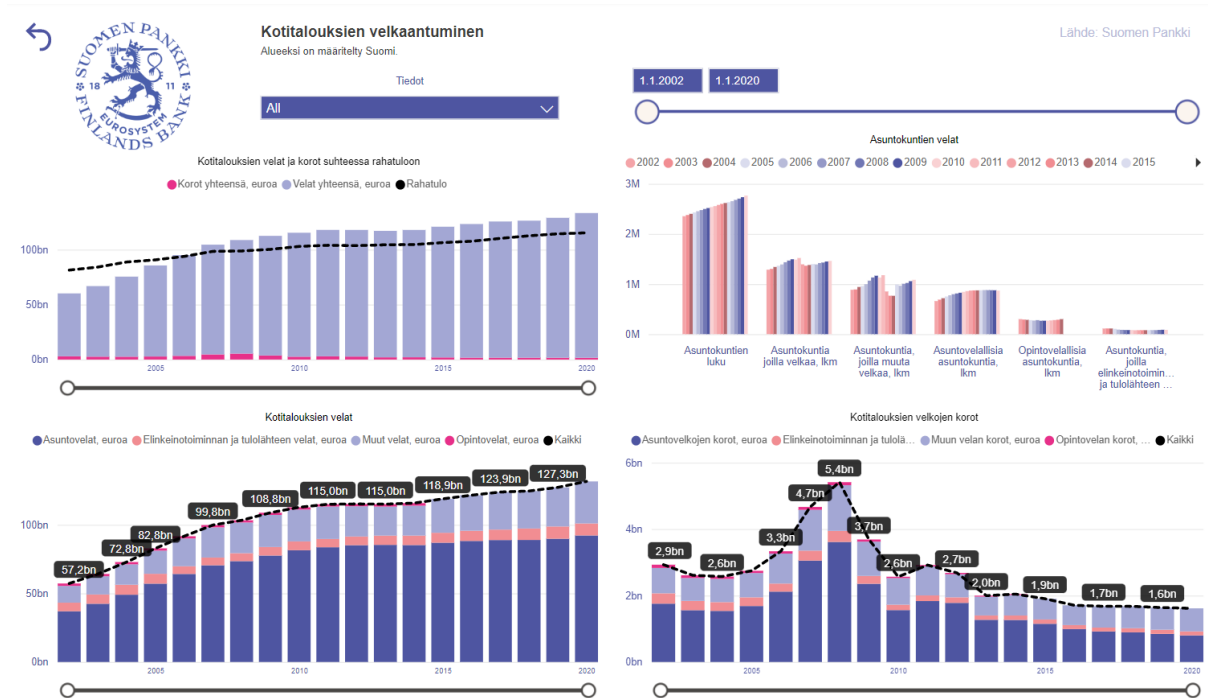 SUOMEN PANKKI
18 11
EUROSYSTEM
FINLANDS BANK
Kotitalouksien velkaantuminen
Alueeksi on määritelty Suomi.
Tiedot
All
Lähde: Suomen Pankki
1.1.2002 1.1.2020
Kotitalouksien velat ja korot suhteessa rahatuloon
Korot yhteensä, euroa Velat yhteensä, euroa Rahatulo
100bn
50bn
0bn
2005 2010 2015 2020
Asuntokuntien velat
2002 2003 2004 2005 2006 2007 2008 2009 2010 2011 2012 2013 2014 2015
3M
2M
1M
0M
Asuntokuntien
luku
Asuntokuntia
joilla velkaa, lkm
Asuntokuntia,
joilla muuta
velkaa, lkm
Asuntovelallisia
asuntokuntia,
lkm
Opintovelallisia
asuntokuntia,
lkm
Asuntokuntia,
joilla
elinkeinotoimin…
ja tulolähteen …
Kotitalouksien velat
Asuntovelat, euroa Elinkeinotoiminnan ja tulolähteen velat, euroa Muut velat, euroa Opintovelat, euroa Kaikki
100bn
50bn
0bn
57,2bn 72,8bn 82,8bn 99,8bn 108,8bn 115,0bn 115,0bn 118,9bn 123,9bn 127,3bn
2005 2010 2015 2020
Kotitalouksien velkojen korot
Asuntovelkojen korot, euroa Elinkeinotoiminnan ja tulolä… Muun velan korot, euroa Opintovelan korot, … Kaikki
6bn
4bn
2bn
0bn
2,9bn 2,6bn 3,3bn 4,7bn 5,4bn 3,7bn 2,6bn 2,7bn 2,0bn 1,9bn 1,7bn 1,6bn
2005 2010 2015 2020